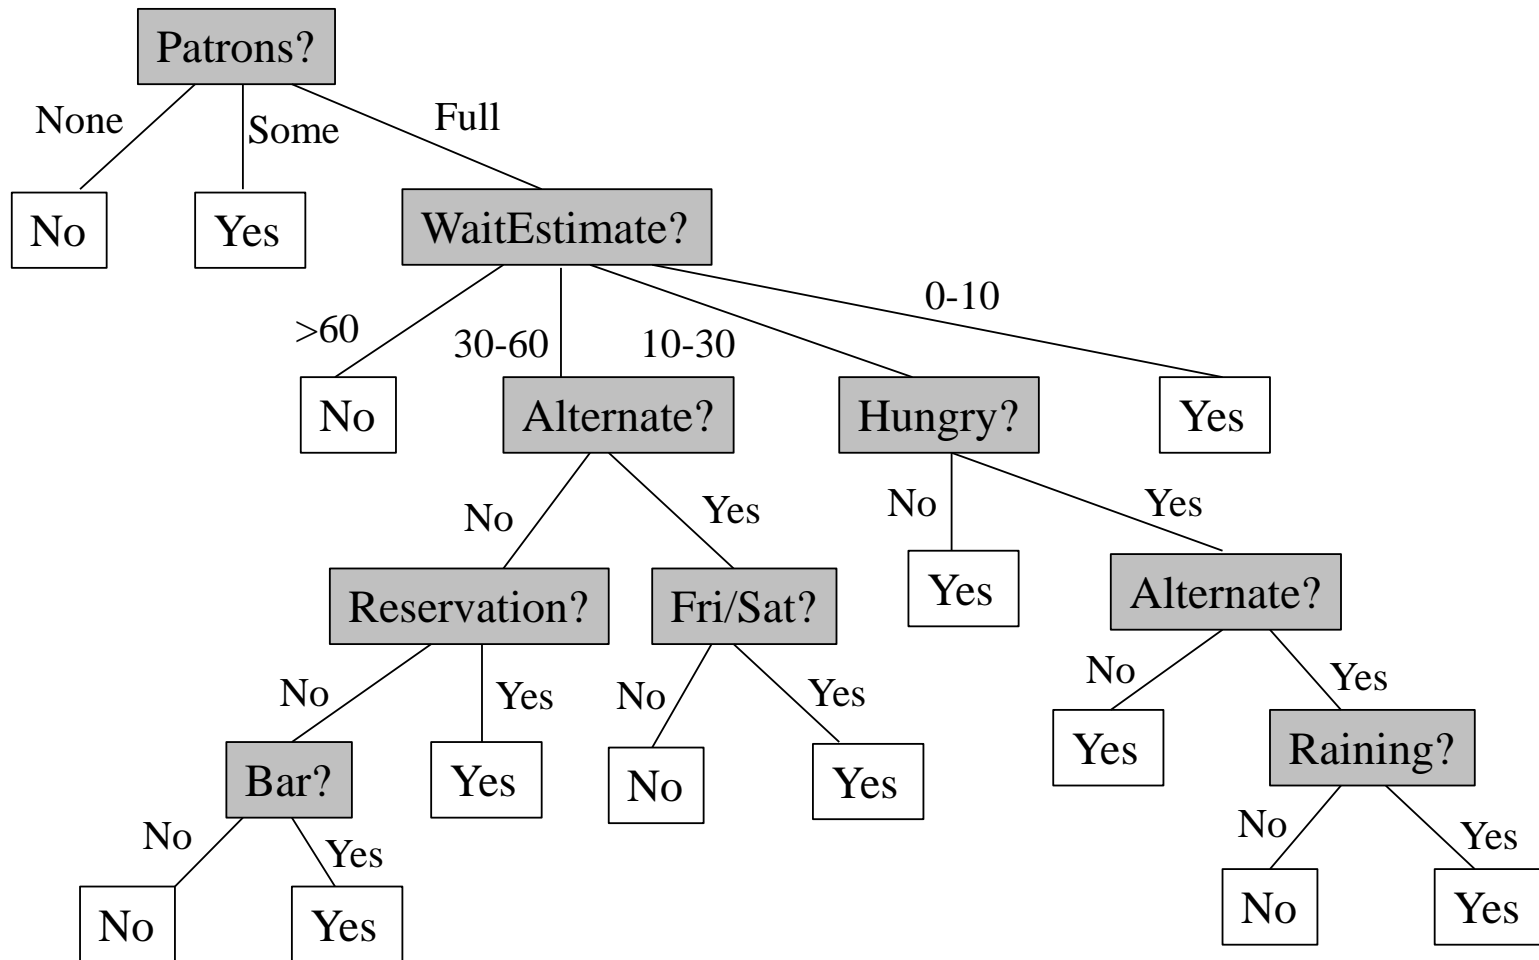 Patrons?
None
Some
Full
No
Yes
WaitEstimate?
>60
30-60
10-30
0-10
No
Alternate?
Hungry?
Yes
No
Yes
No
Yes
Reservation?
Fri/Sat?
Yes
Alternate?
No
Yes
No
Yes
No
Yes
Bar?
Yes
No
Yes
Yes
Raining?
No
Yes
No
Yes
No
Yes
No
Yes